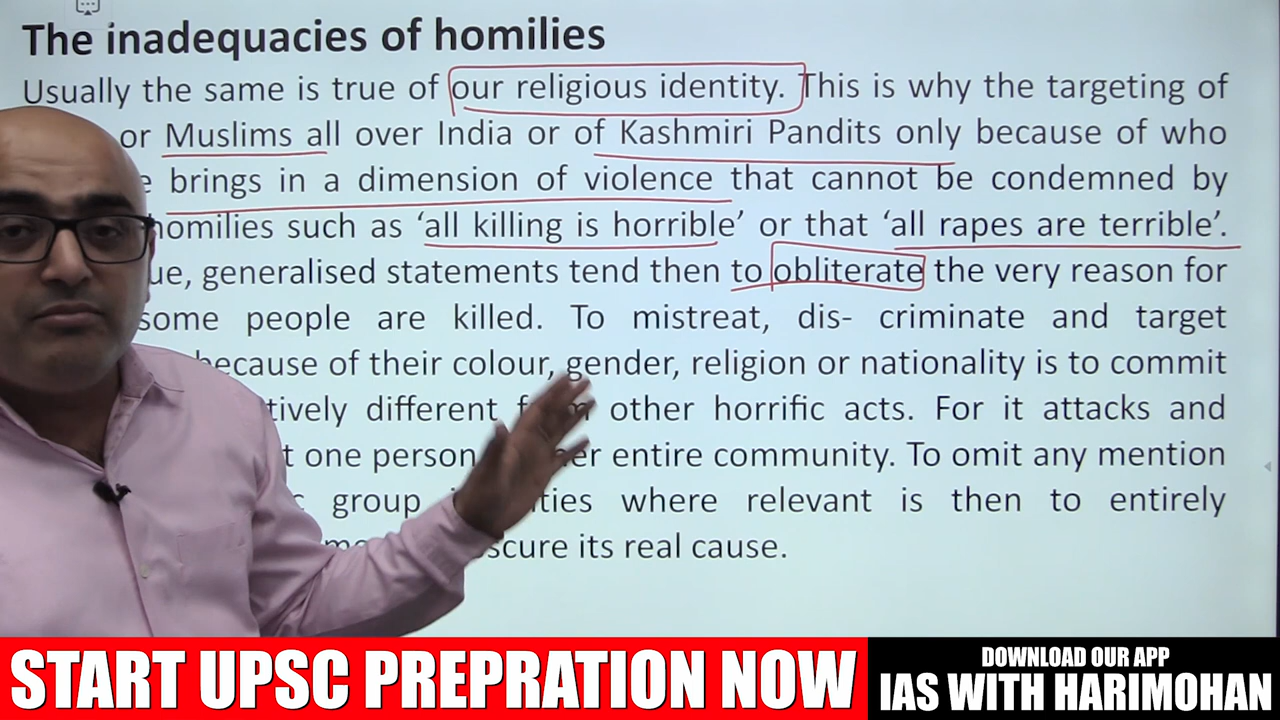 The inadequacies of homilies
Usually the same is true of our religious identity. This is why the targeting of
or Muslims all over India or of Kashmiri Pandits only because of who
brings in a dimension of violence that cannot be condemned by
homilies such as ‘all killing is horrible’ or that ‘all rapes are terrible’.
generalised statements tend then to obliterate the very reason for
some people are killed. To mistreat, dis- criminate and target
because of their colour, gender, religion or nationality is to commit
different other horrific acts. For it attacks and
one person entire community. To omit any mention
group where relevant is then to entirely
its real cause.
START UPSC PREPRATION NOW
DOWNLOAD OUR APP
IAS WITH HARIMOHAN